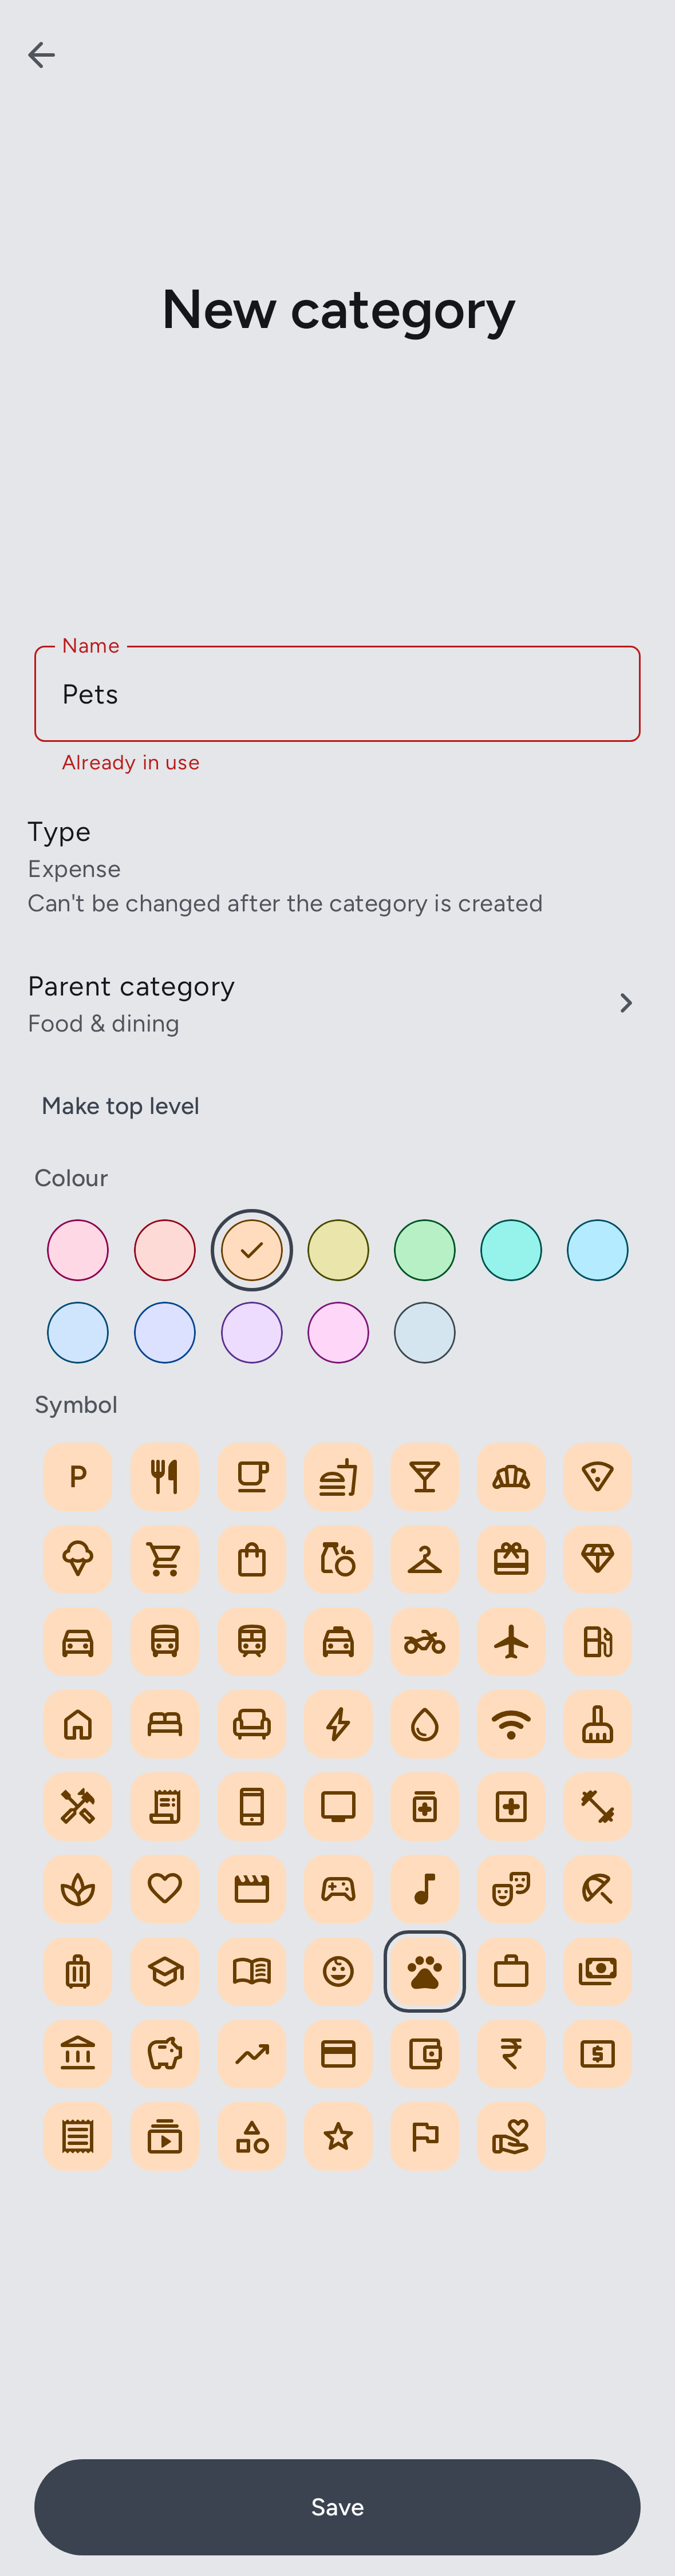 New category
Name
Pets
Already in use
Type
Expense
Can't be changed after the category is created
Parent category
Food & dining
Make top level
Colour
Symbol
P
Save